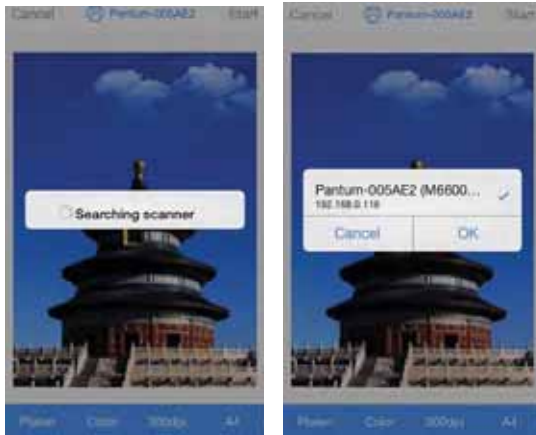 Cancel Pantum-005AE2 Start
Searching scanner
Platen Color 300dpi A4
Cancel Pantum-005AE2 Start
Pantum-005AE2 (M6600...
192.168.0.116
Cancel OK
Platen Color 300dpi A4